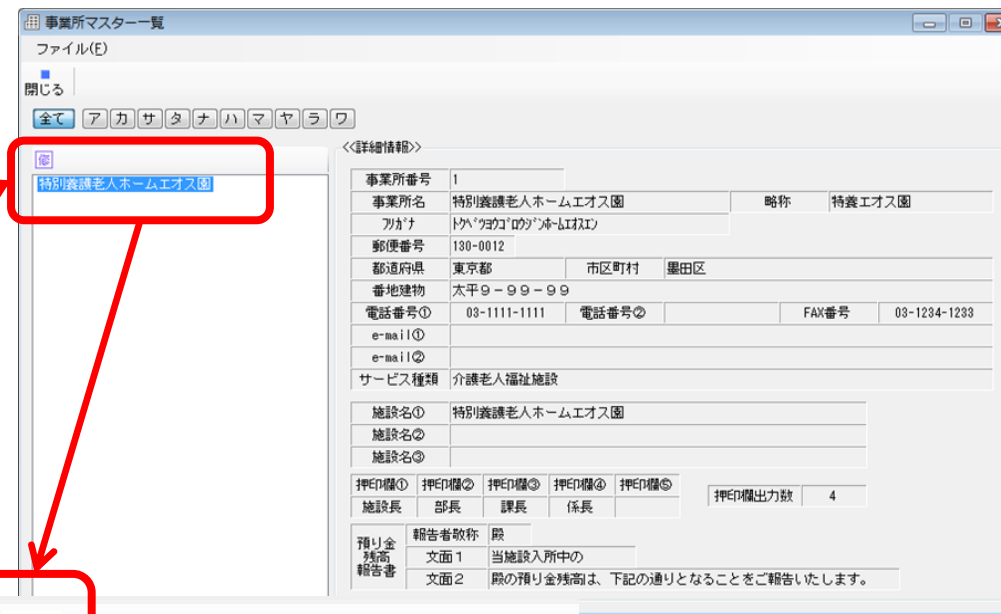 事業所マスター一覧
ファイル(F)
閉じる
全て ア カ サ タ ナ ハ マ ヤ ラ ワ
特別養護老人ホームエオス園
<<詳細情報>>
事業所番号 1
事業所名 特別養護老人ホームエオス園 略称 特養エオス園
ﾌﾘｶﾞﾅ ﾄｸﾍﾞﾂﾖｳｺﾞﾛｳｼﾞﾝﾎｰﾑｴｵｽｴﾝ
郵便番号 130-0012
都道府県 東京都 市区町村 墨田区
番地建物 太平９－９９－９９
電話番号① 03-1111-1111 電話番号② FAX番号 03-1234-1233
e-mail①
e-mail②
サービス種類 介護老人福祉施設
施設名① 特別養護老人ホームエオス園
施設名②
施設名③
押印欄① 押印欄② 押印欄③ 押印欄④ 押印欄⑤
施設長 部長 課長 係長
押印欄出力数 4
預り金残高報告書
報告者敬称 殿
文面１ 当施設入所中の
文面２ 殿の預り金残高は、下記の通りとなることをご報告いたします。